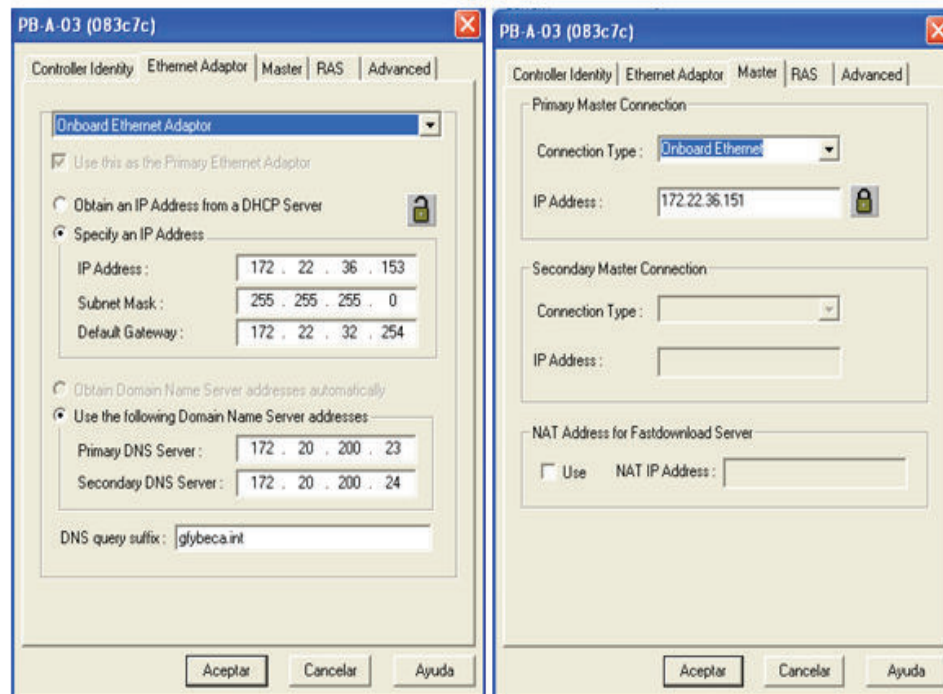 PB-A-03 (083c7c)
Controller Identity Ethernet Adaptor Master RAS Advanced
Onboard Ethernet Adaptor
Use this as the Primary Ethernet Adaptor
Obtain an IP Address from a DHCP Server
Specify an IP Address
IP Address : 172 . 22 . 36 . 153
Subnet Mask : 255 . 255 . 255 . 0
Default Gateway : 172 . 22 . 32 . 254
Obtain Domain Name Server addresses automatically
Use the following Domain Name Server addresses
Primary DNS Server : 172 . 20 . 200 . 23
Secondary DNS Server : 172 . 20 . 200 . 24
DNS query suffix : gfybeca.int
Aceptar Cancelar Ayuda
PB-A-03 (083c7c)
Controller Identity Ethernet Adaptor Master RAS Advanced
Primary Master Connection
Connection Type : Onboard Ethernet
IP Address : 172.22.36.151
Secondary Master Connection
Connection Type :
IP Address :
NAT Address for Fastdownload Server
Use NAT IP Address :
Aceptar Cancelar Ayuda